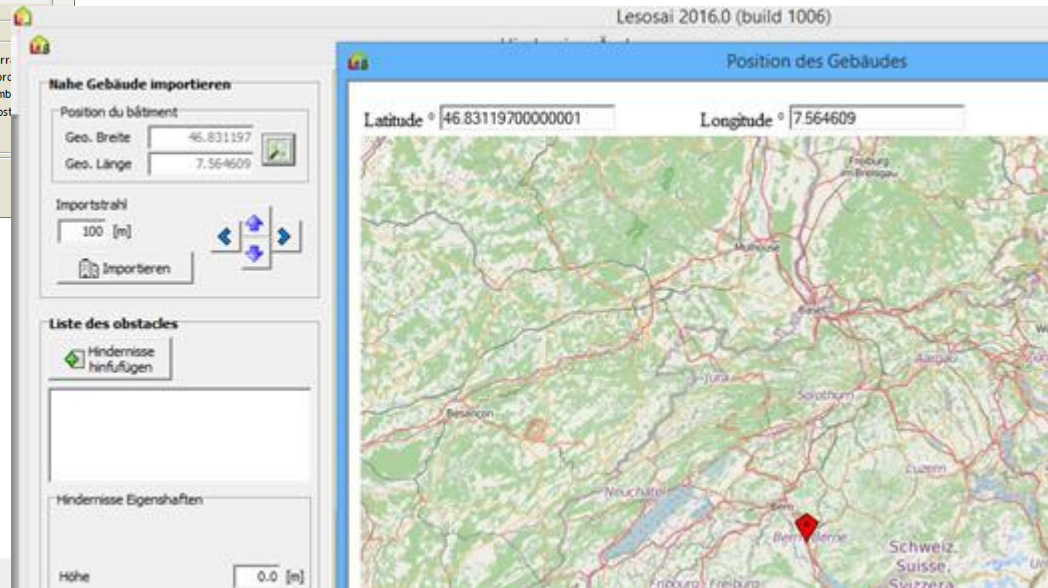 Lesosai 2016.0 (build 1006)
Position des Gebäudes
Nahe Gebäude importieren
Position du bâtiment
Geo. Breite 46.831197
Geo. Länge 7.564609
Importstrahl
100 [m]
Importieren
Liste des obstacles
Hindernisse
hinfufügen
Hindernisse Eigenshaften
Höhe 0.0 [m]
Latitude ° 46.83119700000001 Longitude ° 7.564609
Freiburg
im Breisgau
Mulhouse
Basel
Aargau
Jura
Solothurn
Besançon
Luzern
Neuchâtel
Bern
Bern/Berne
Schweiz,
Suisse,
Svizzera
Fribourg/Freiburg